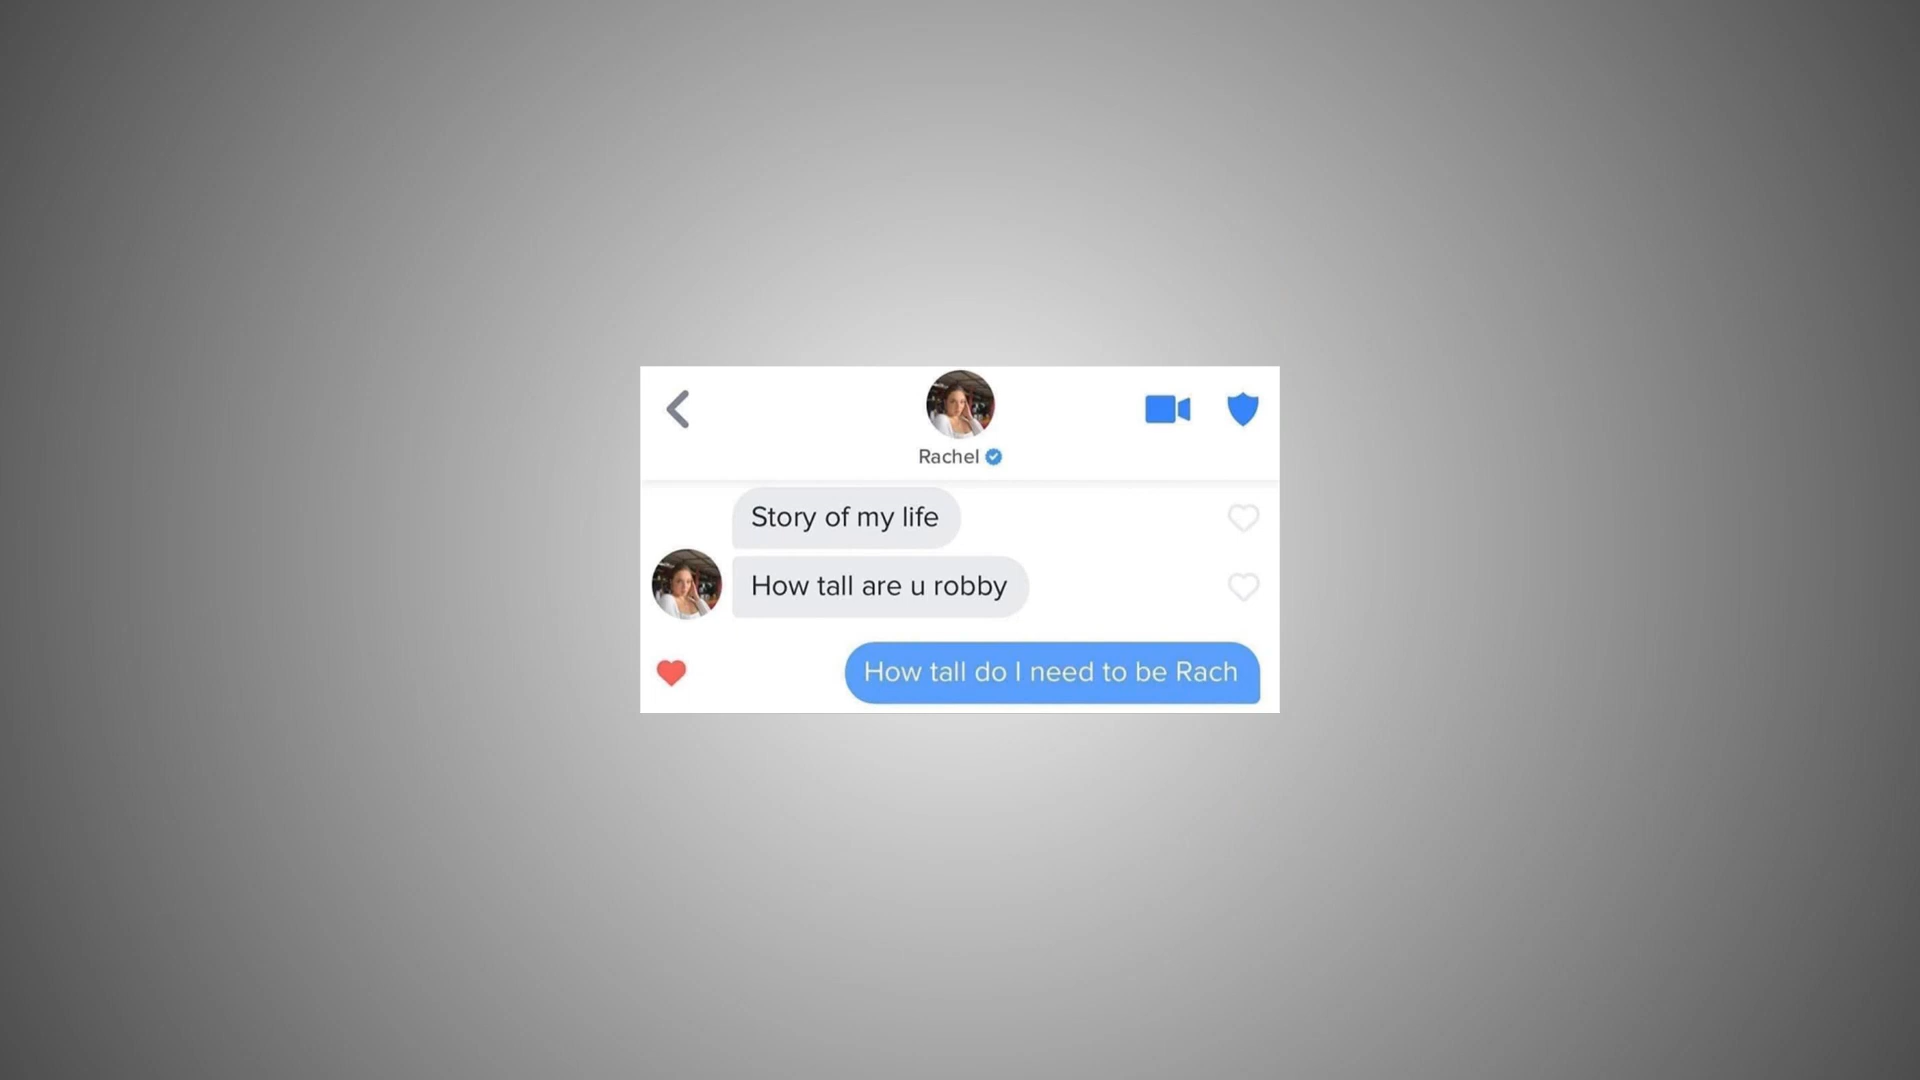 Rachel
Story of my life
How tall are u robby
How tall do I need to be Rach